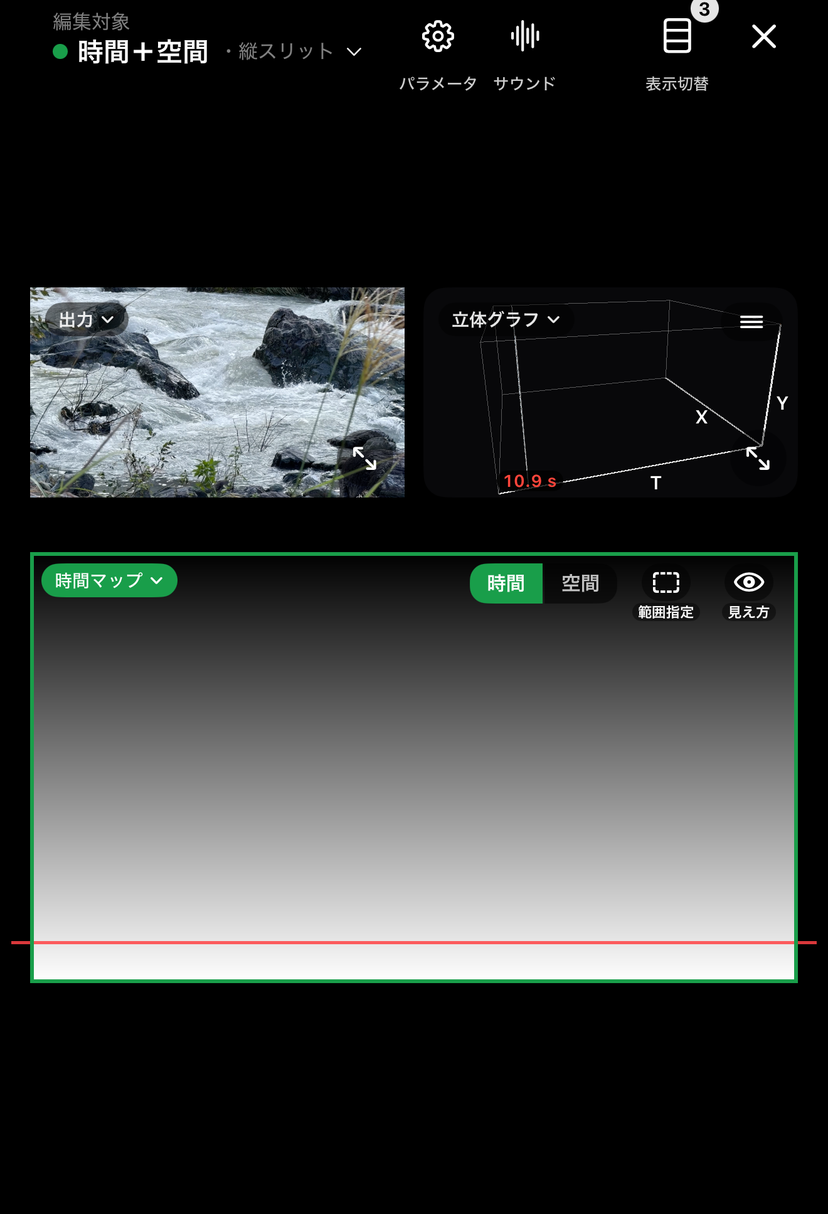 編集対象
時間＋空間 ・縦スリット
パラメータ
サウンド
3
表示切替
出力
立体グラフ
X
Y
10.9 s
T
時間マップ
時間
空間
範囲指定
見え方